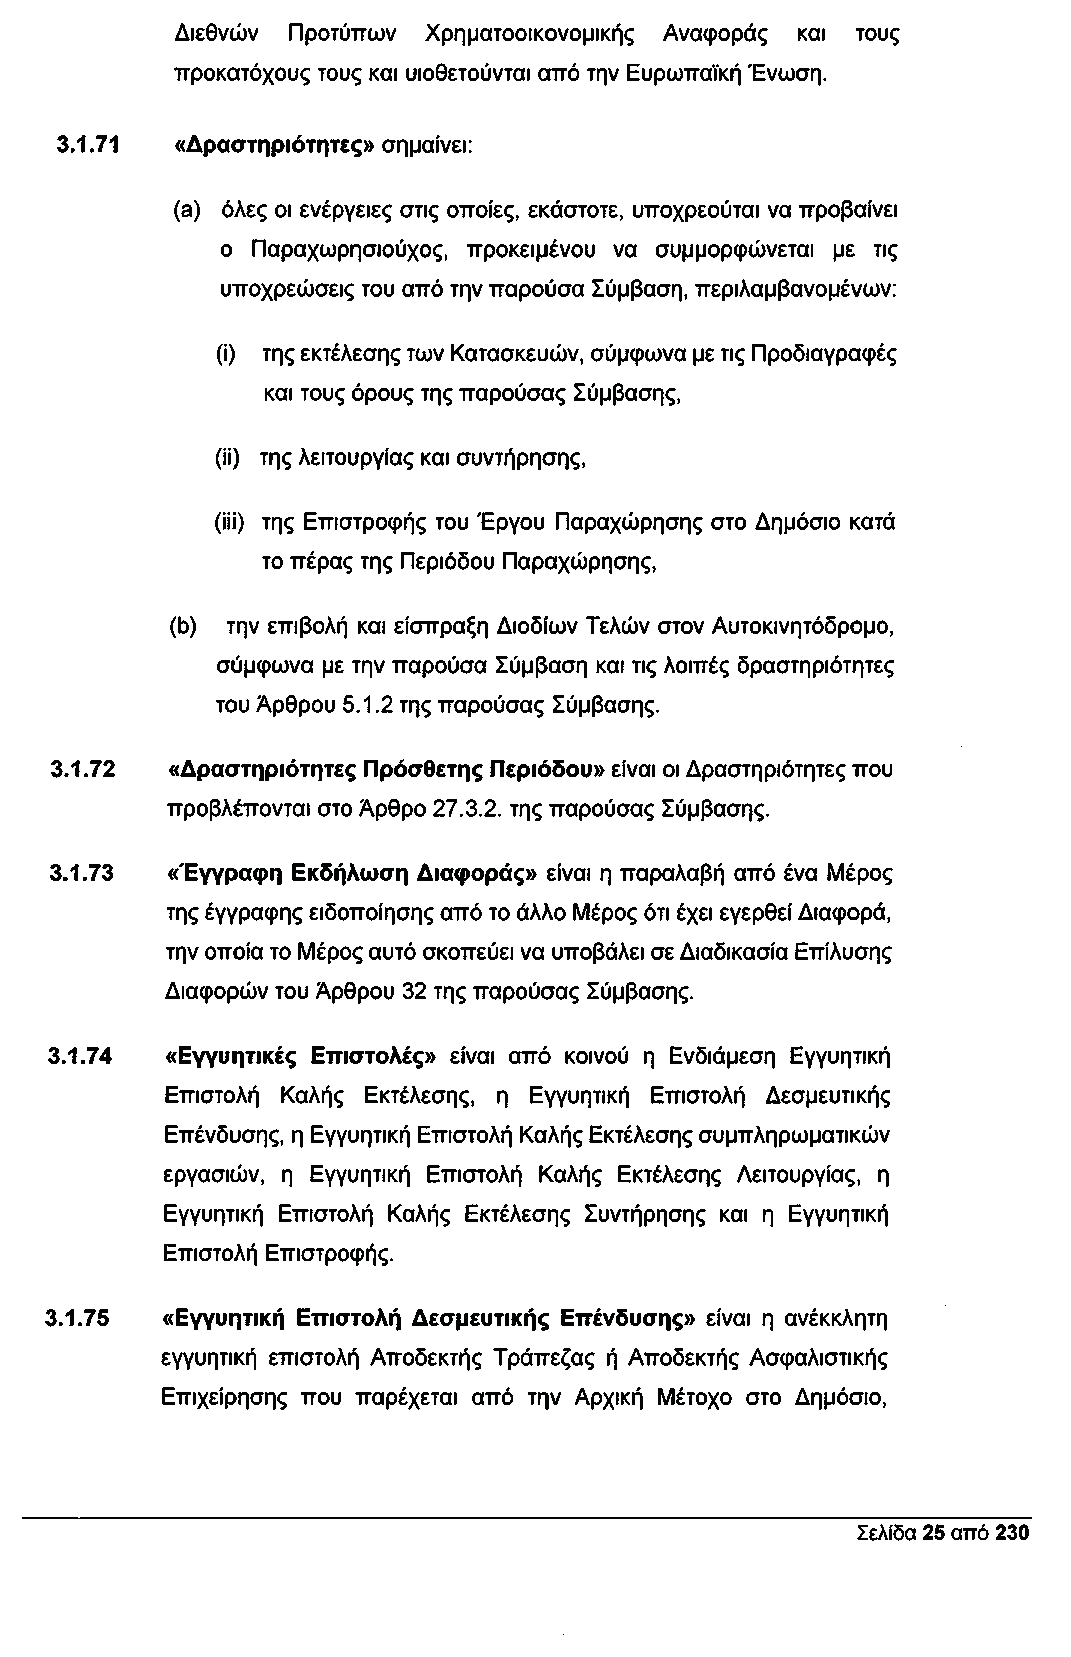 Διεθνών Προτύπων Χρηματοοικονομικής Αναφοράς και τους
προκατόχους τους και υιοθετούνται από την Ευρωπαϊκή Ένωση.
3.1.71 «Δραστηριότητες» σημαίνει:
(a) όλες οι ενέργειες στις οποίες, εκάστοτε, υποχρεούται να προβαίνει
ο Παραχωρησιούχος, προκειμένου να συμμορφώνεται με τις
υποχρεώσεις του από την παρούσα Σύμβαση, περιλαμβανομένων:
(i) της εκτέλεσης των Κατασκευών, σύμφωνα με τις Προδιαγραφές
και τους όρους της παρούσας Σύμβασης,
(ii) της λειτουργίας και συντήρησης,
(iii) της Επιστροφής του Έργου Παραχώρησης στο Δημόσιο κατά
το πέρας της Περιόδου Παραχώρησης,
(b) την επιβολή και είσπραξη Διοδίων Τελών στον Αυτοκινητόδρομο,
σύμφωνα με την παρούσα Σύμβαση και τις λοιπές δραστηριότητες
του Άρθρου 5.1.2 της παρούσας Σύμβασης.
3.1.72 «Δραστηριότητες Πρόσθετης Περιόδου» είναι οι Δραστηριότητες που
προβλέπονται στο Άρθρο 27.3.2. της παρούσας Σύμβασης.
3.1.73 «Έγγραφη Εκδήλωση Διαφοράς» είναι η παραλαβή από ένα Μέρος
της έγγραφης ειδοποίησης από το άλλο Μέρος ότι έχει εγερθεί Διαφορά,
την οποία το Μέρος αυτό σκοπεύει να υποβάλει σε Διαδικασία Επίλυσης
Διαφορών του Άρθρου 32 της παρούσας Σύμβασης.
3.1.74 «Εγγυητικές Επιστολές» είναι από κοινού η Ενδιάμεση Εγγυητική
Επιστολή Καλής Εκτέλεσης, η Εγγυητική Επιστολή Δεσμευτικής
Επένδυσης, η Εγγυητική Επιστολή Καλής Εκτέλεσης συμπληρωματικών
εργασιών, η Εγγυητική Επιστολή Καλής Εκτέλεσης Λειτουργίας, η
Εγγυητική Επιστολή Καλής Εκτέλεσης Συντήρησης και η Εγγυητική
Επιστολή Επιστροφής.
3.1.75 «Εγγυητική Επιστολή Δεσμευτικής Επένδυσης» είναι η ανέκκλητη
εγγυητική επιστολή Αποδεκτής Τράπεζας ή Αποδεκτής Ασφαλιστικής
Επιχείρησης που παρέχεται από την Αρχική Μέτοχο στο Δημόσιο,
Σελίδα 25 από 230